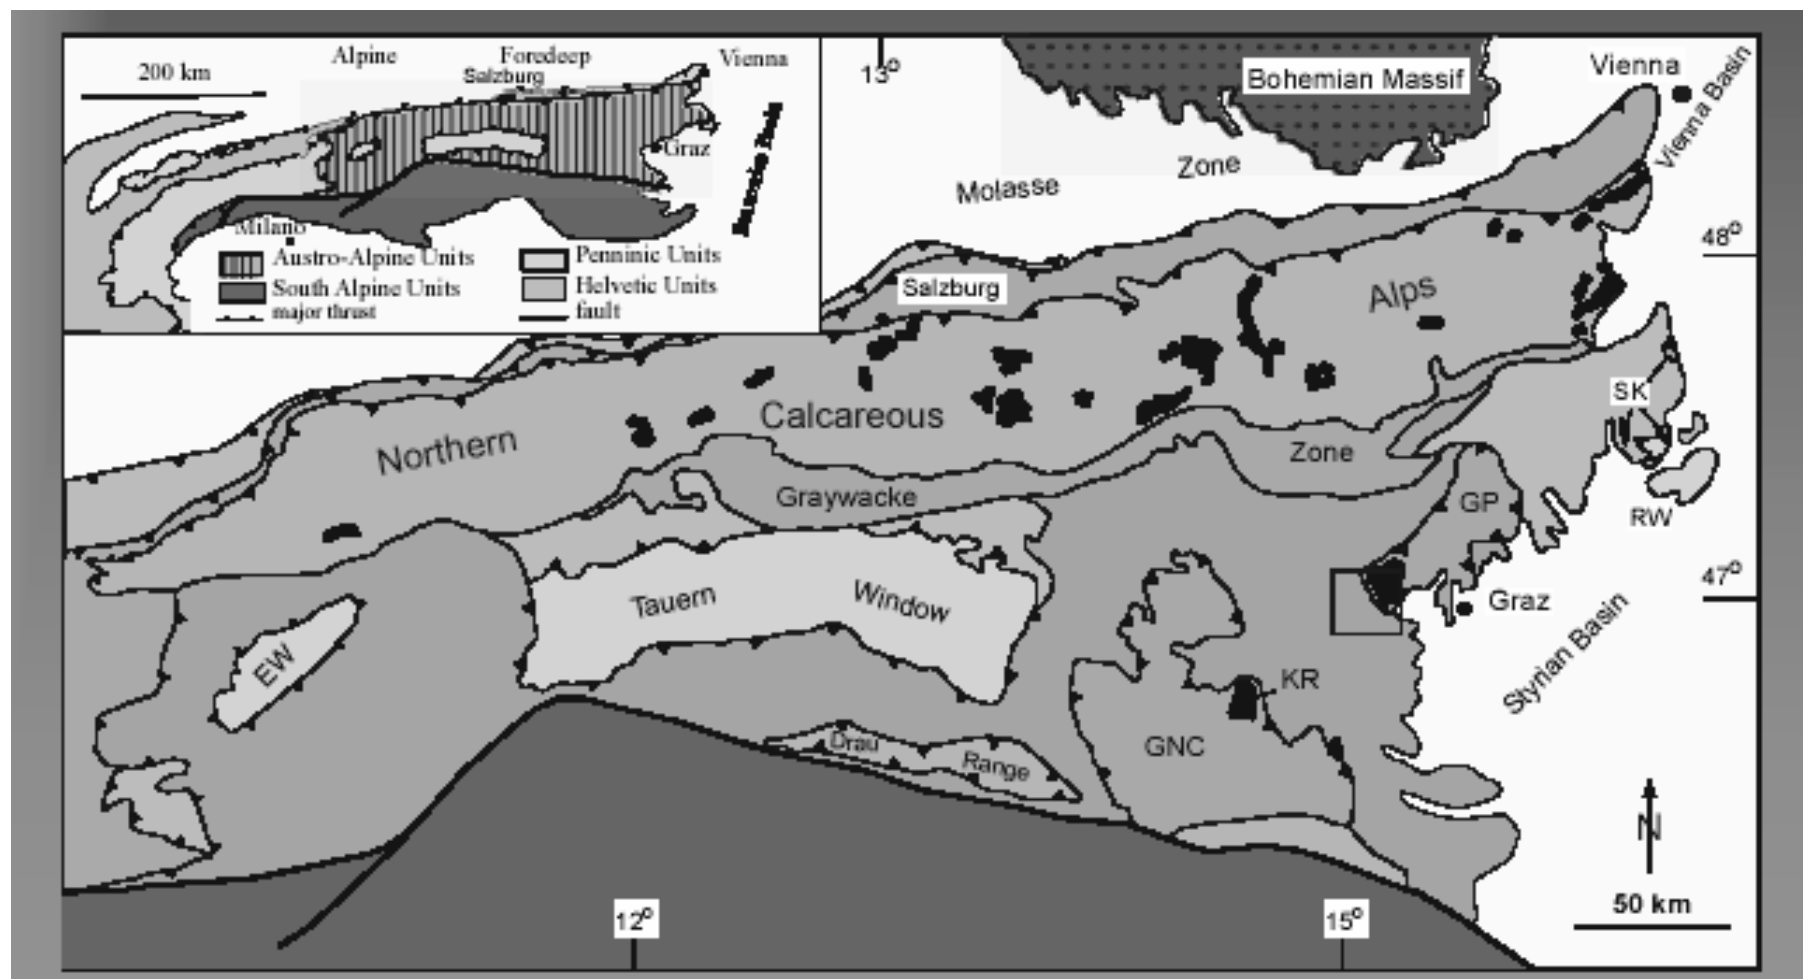 200 km
Alpine Foredeep
Salzburg
Vienna
Graz
Milano
Austro-Alpine Units
South Alpine Units
major thrust
Penninic Units
Helvetic Units
fault
13°
Bohemian Massif
Vienna
Vienna Basin
Molasse Zone
48°
Salzburg
Alps
Calcareous
Northern
SK
Zone
Graywacke
GP
RW
47°
Graz
Tauern Window
EW
Styrian Basin
KR
GNC
Drau Range
N
50 km
12°
15°